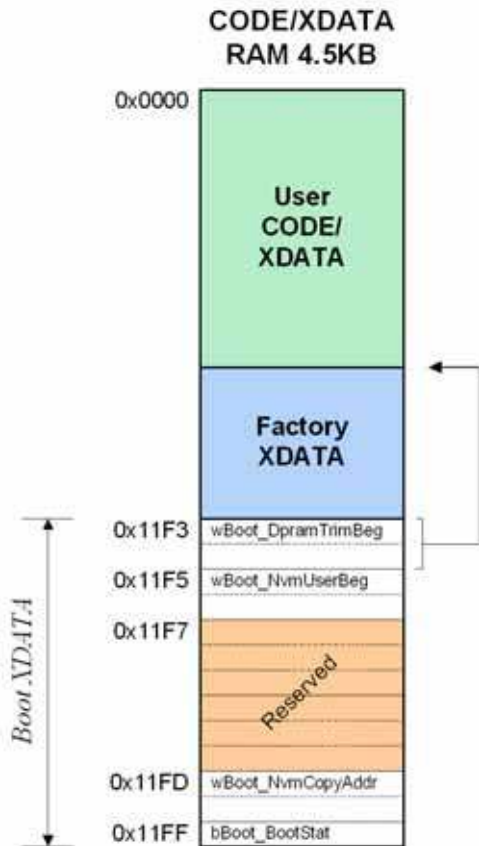 CODE/XDATA
RAM 4.5KB
0x0000
User
CODE/
XDATA
Factory
XDATA
0x11F3
wBoot_DpramTrimBeg
0x11F5
wBoot_NvmUserBeg
0x11F7
Reserved
Boot XDATA
0x11FD
wBoot_NvmCopyAddr
0x11FF
bBoot_BootStat